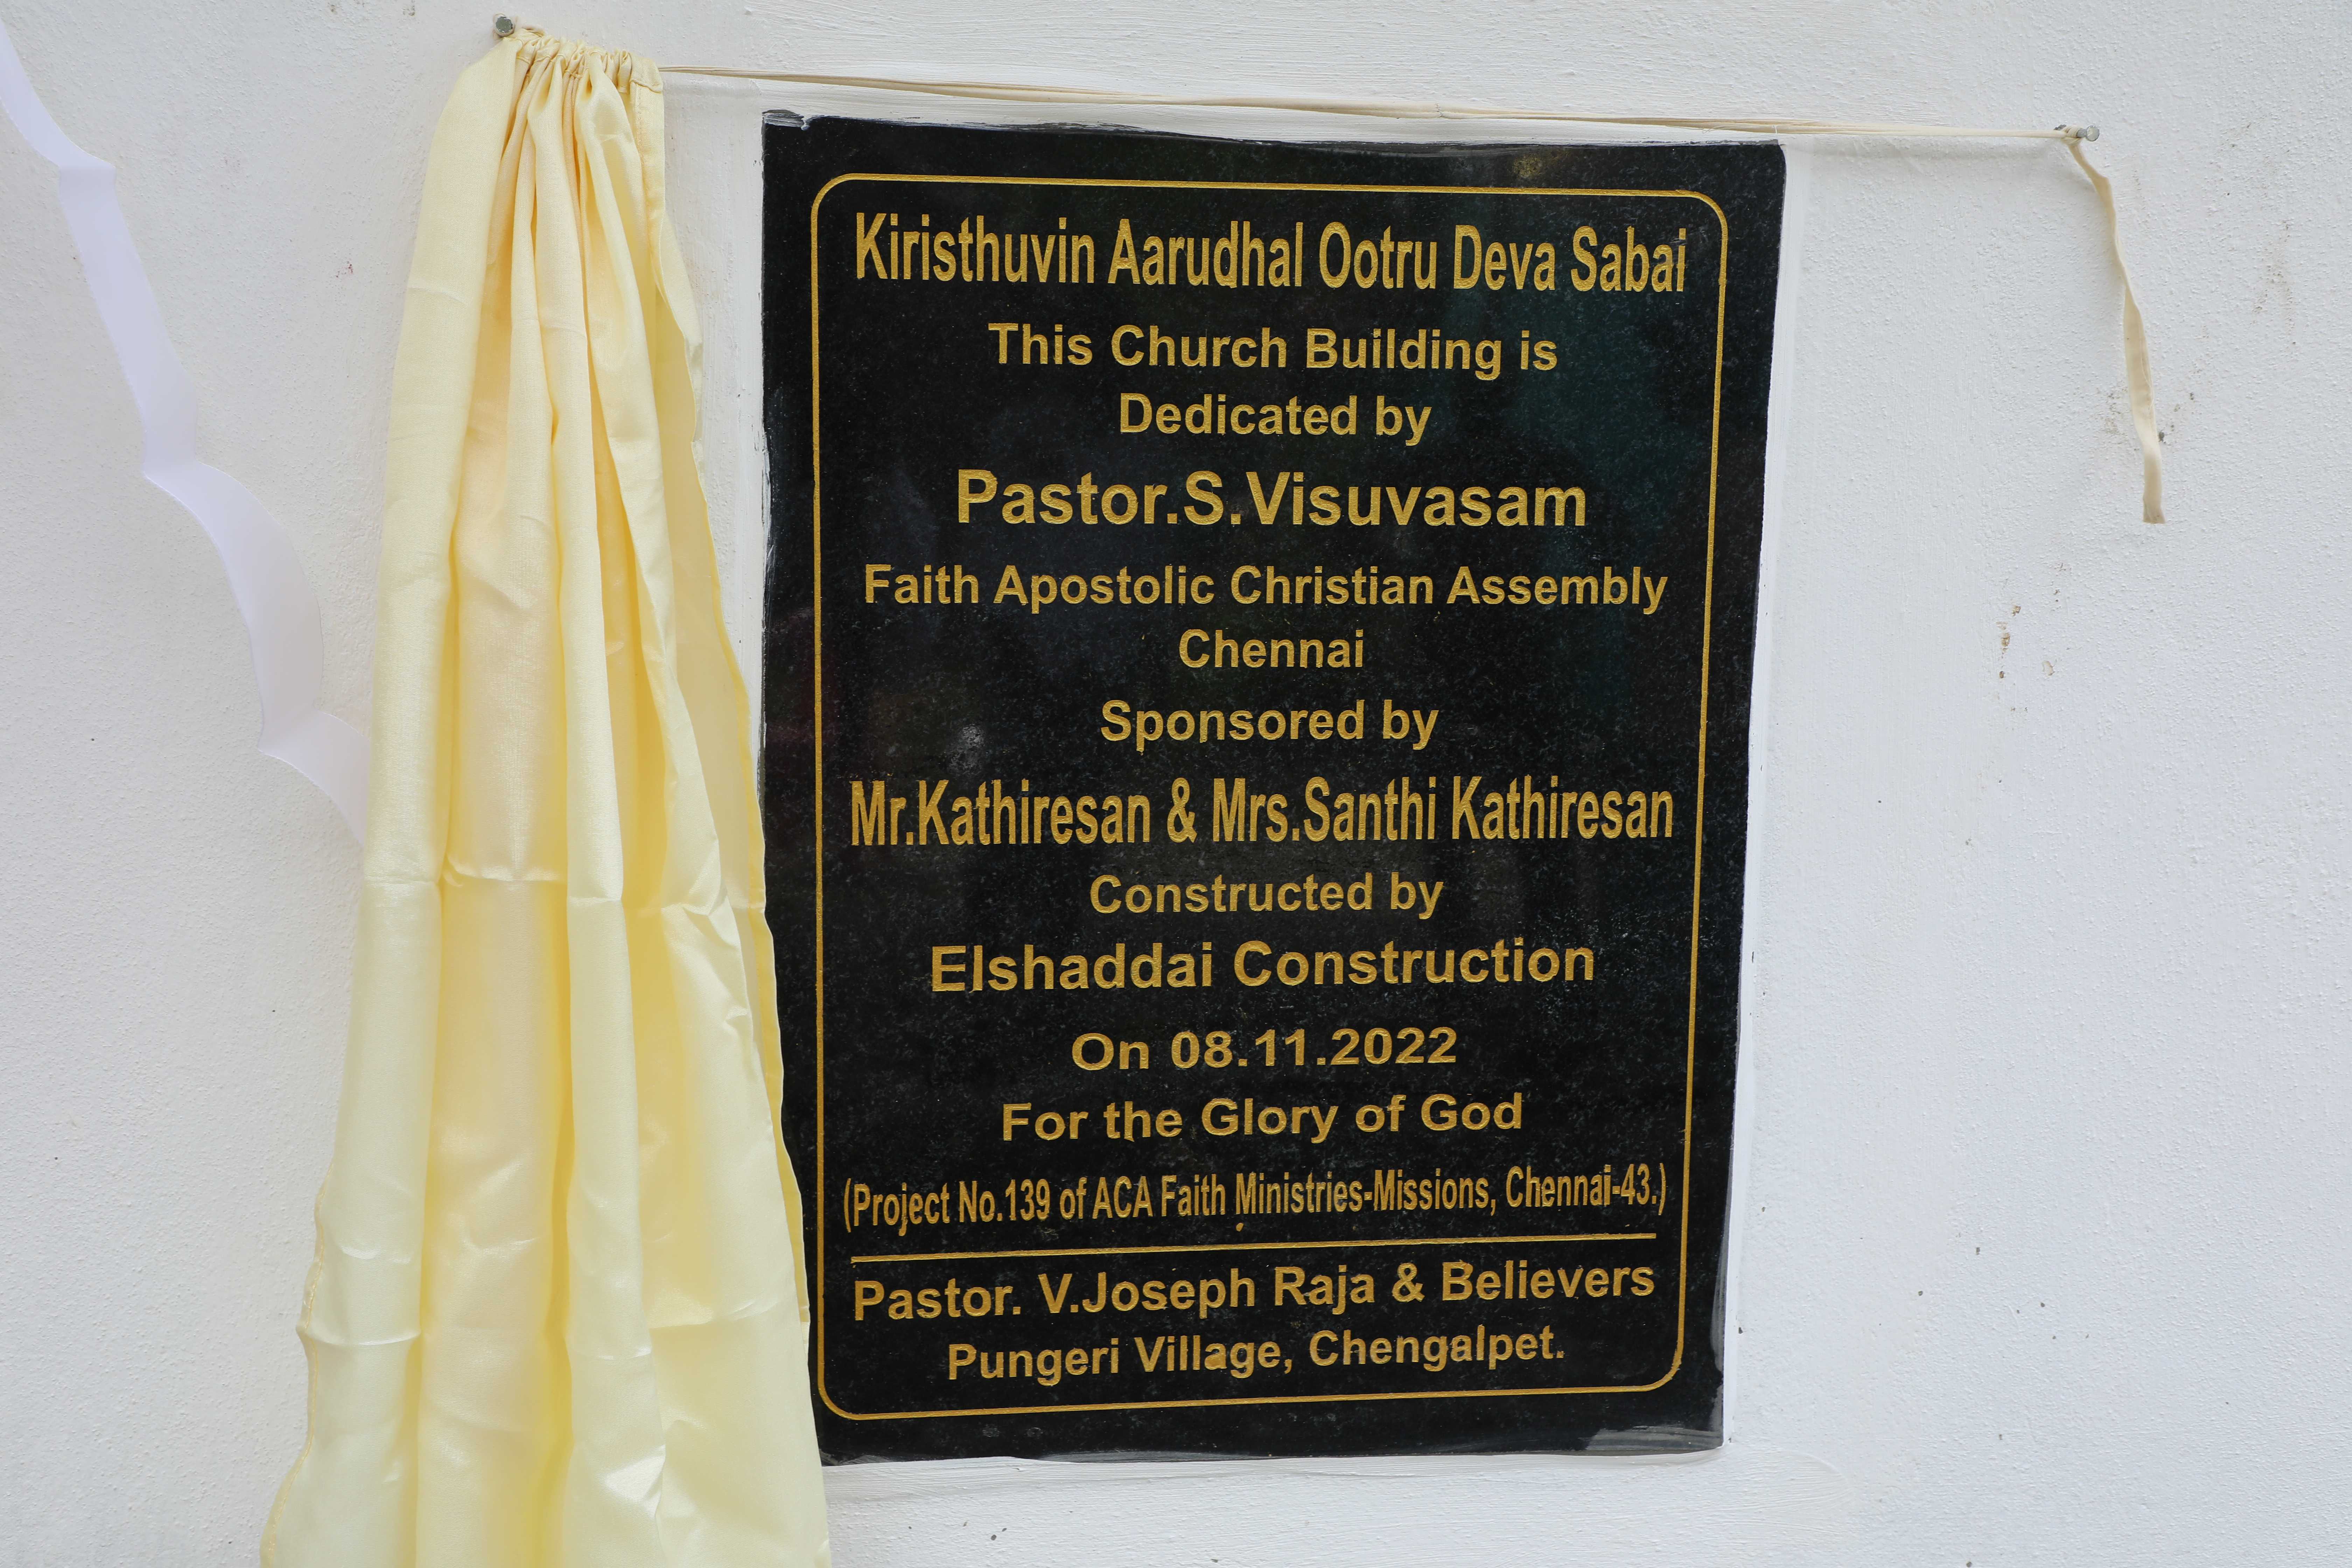 Kiristhuvin Aarudhal Ootru Deva Sabai
This Church Building is
Dedicated by
Pastor.S.Visuvasam
Faith Apostolic Christian Assembly
Chennai
Sponsored by
Mr.Kathiresan & Mrs.Santhi Kathiresan
Constructed by
Elshaddai Construction
On 08.11.2022
For the Glory of God
(Project No.139 of ACA Faith Ministries-Missions, Chennai-43.)
Pastor. V.Joseph Raja & Believers
Pungeri Village, Chengalpet.